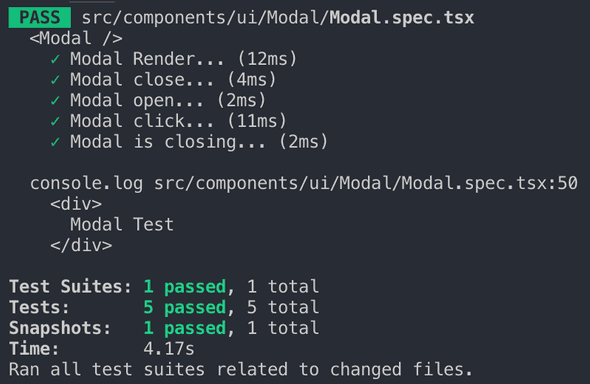 PASS src/components/ui/Modal/Modal.spec.tsx
<Modal />
✓ Modal Render... (12ms)
✓ Modal close... (4ms)
✓ Modal open... (2ms)
✓ Modal click... (11ms)
✓ Modal is closing... (2ms)
console.log src/components/ui/Modal/Modal.spec.tsx:50
<div>
Modal Test
</div>
Test Suites: 1 passed, 1 total
Tests: 5 passed, 5 total
Snapshots: 1 passed, 1 total
Time: 4.17s
Ran all test suites related to changed files.